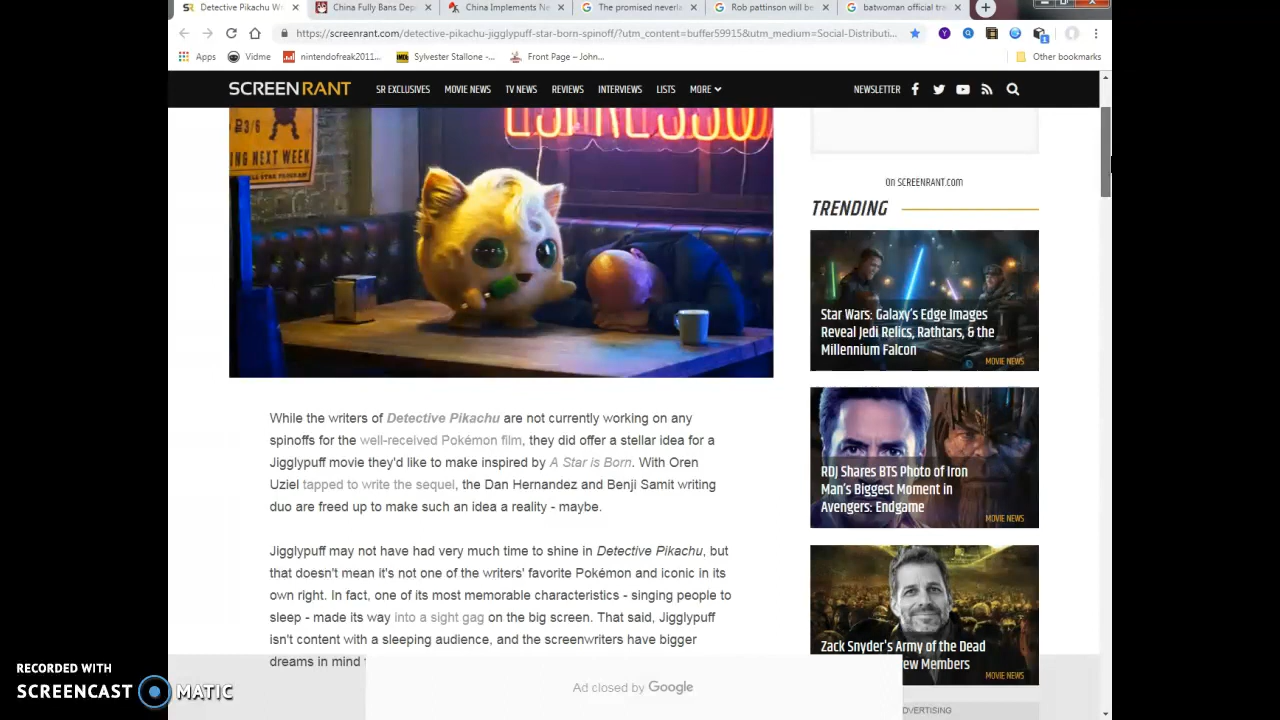 Detective Pikachu W
China Fully Bans Dep
China Implements Ne
The promised neverla
Rob pattinson will be
batwoman official tra
https://screenrant.com/detective-pikachu-jigglypuff-star-born-spinoff/?utm_content=buffer59915&utm_medium=Social-Distributi...
Apps
Vidme
nintendofreak2011...
Sylvester Stallone -...
Front Page – John...
Other bookmarks
SCREENRANT
SR EXCLUSIVES
MOVIE NEWS
TV NEWS
REVIEWS
INTERVIEWS
LISTS
MORE
NEWSLETTER
B3/6
ING NEXT WEEK
ESPRESSO
On SCREENRANT.com
TRENDING
Star Wars: Galaxy's Edge Images
Reveal Jedi Relics, Rathtars, & the
Millennium Falcon
MOVIE NEWS
RDJ Shares BTS Photo of Iron
Man's Biggest Moment in
Avengers: Endgame
MOVIE NEWS
Zack Snyder's Army of the Dead
ew Members
MOVIE NEWS
DVERTISING
While the writers of Detective Pikachu are not currently working on any
spinoffs for the well-received Pokémon film, they did offer a stellar idea for a
Jigglypuff movie they'd like to make inspired by A Star is Born. With Oren
Uziel tapped to write the sequel, the Dan Hernandez and Benji Samit writing
duo are freed up to make such an idea a reality - maybe.
Jigglypuff may not have had very much time to shine in Detective Pikachu, but
that doesn't mean it's not one of the writers' favorite Pokémon and iconic in its
own right. In fact, one of its most memorable characteristics - singing people to
sleep - made its way into a sight gag on the big screen. That said, Jigglypuff
isn't content with a sleeping audience, and the screenwriters have bigger
dreams in mind
Ad closed by Google
RECORDED WITH
SCREENCAST MATIC